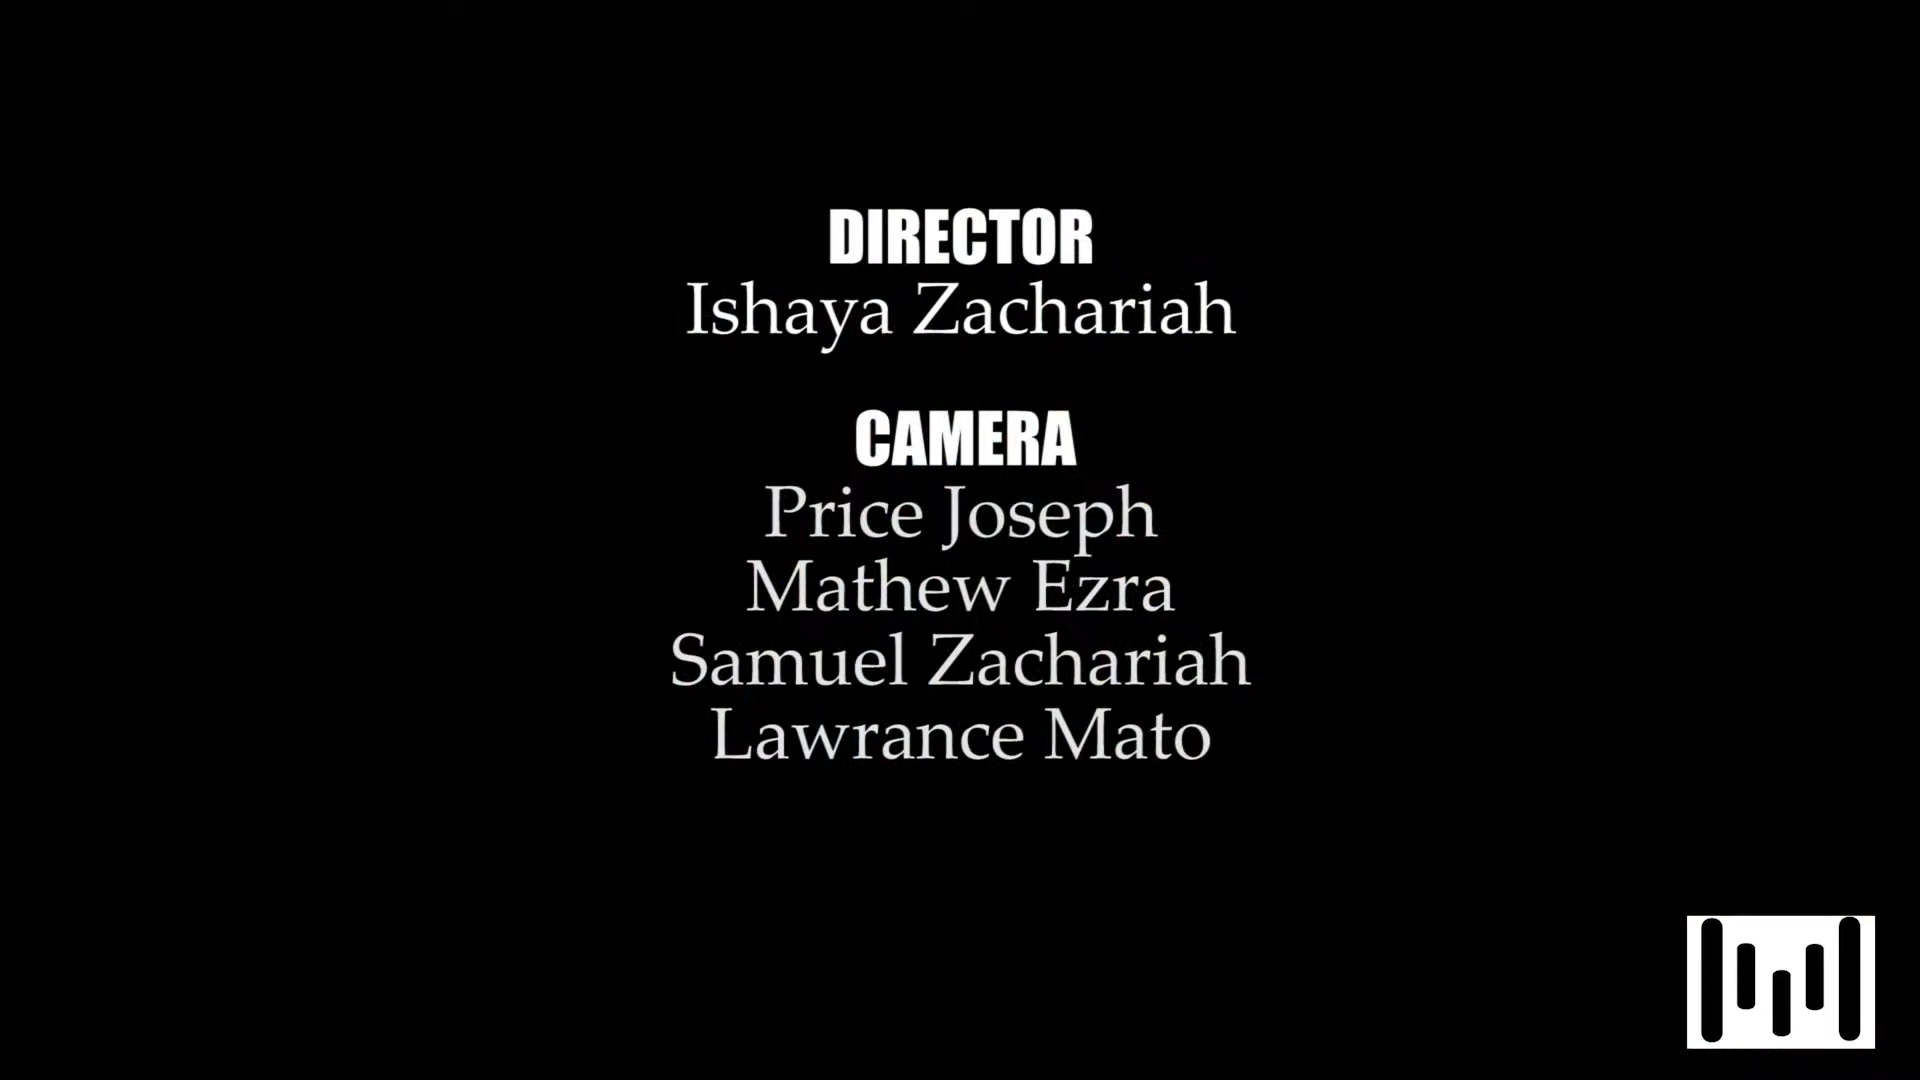 DIRECTOR
Ishaya Zachariah
CAMERA
Price Joseph
Mathew Ezra
Samuel Zachariah
Lawrance Mato